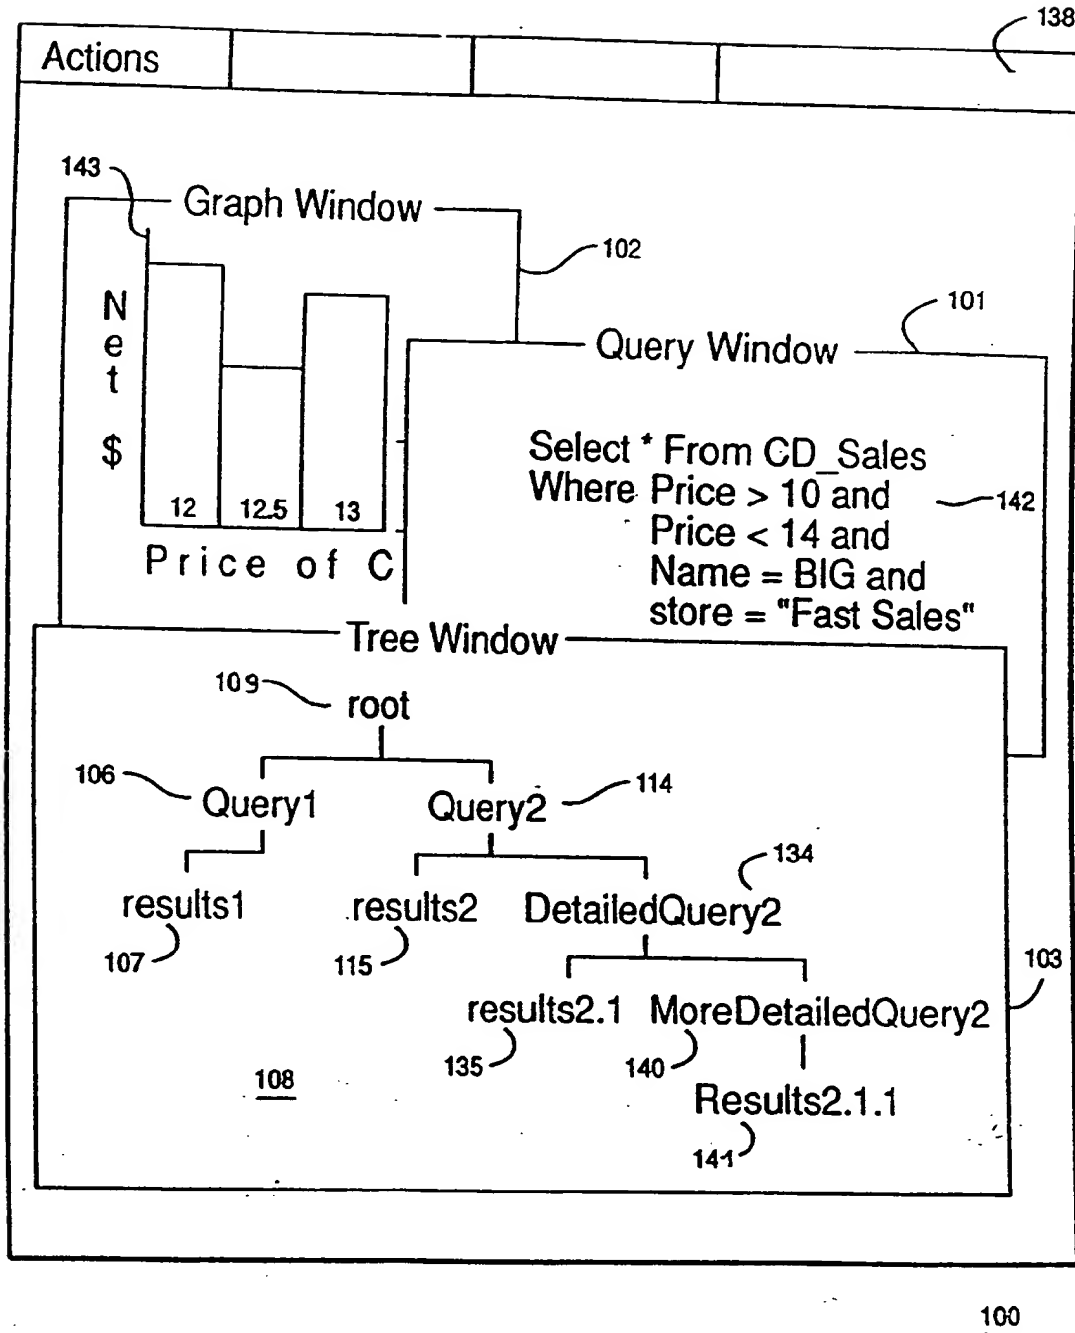 138
Actions
143
Graph Window
102
Net $
12 12.5 13
Price of C
101
Query Window
Select * From CD_Sales
Where Price > 10 and
Price < 14 and
Name = BIG and
store = "Fast Sales"
142
Tree Window
109
root
106
Query1
Query2
114
134
results1
results2
DetailedQuery2
107
115
103
results2.1
MoreDetailedQuery2
135
140
108
Results2.1.1
141
100